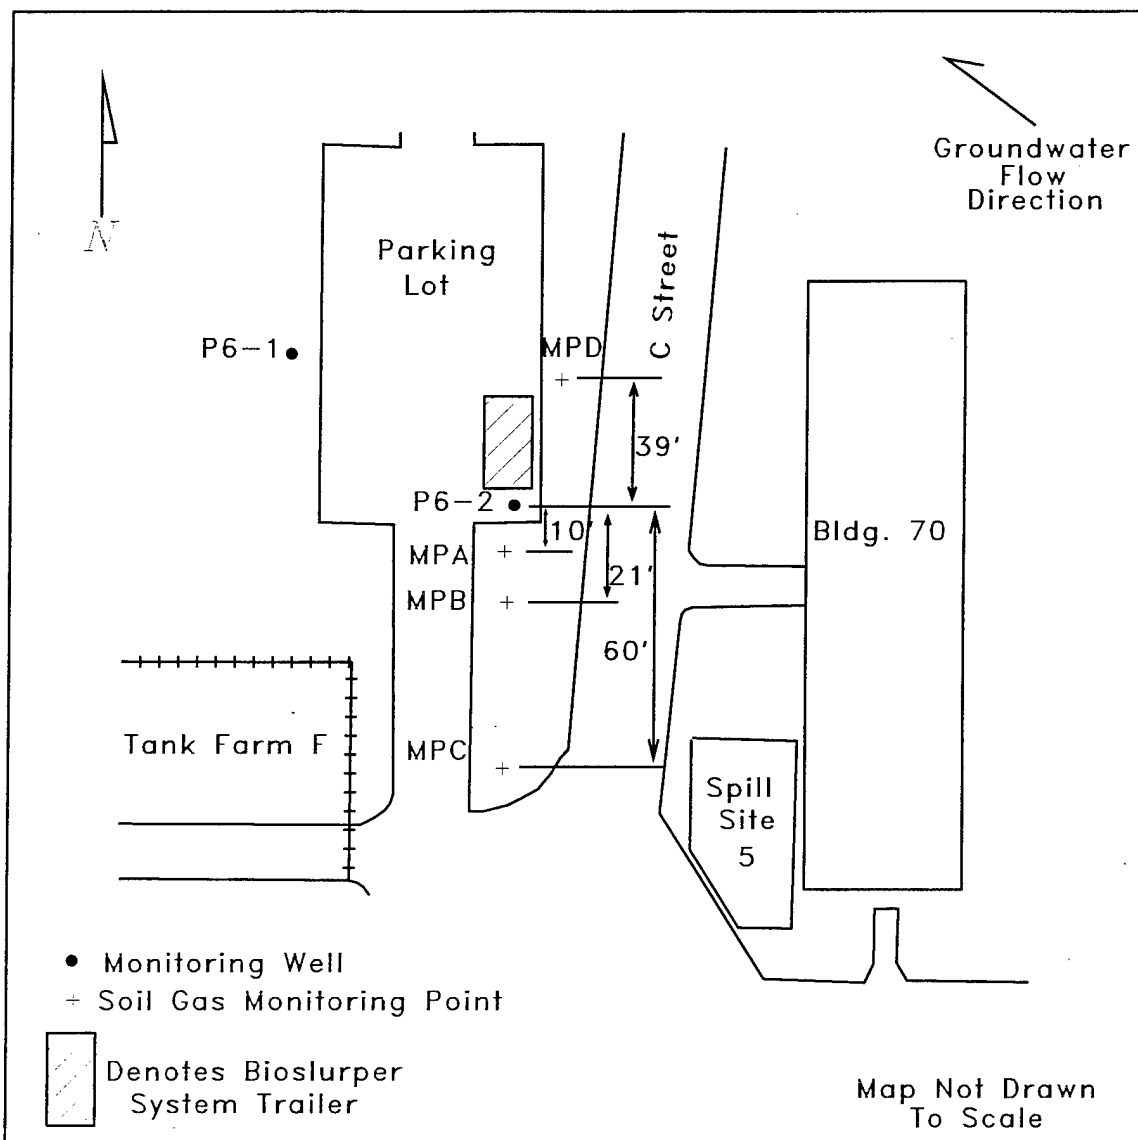 N
Groundwater
Flow
Direction
Parking
Lot
C Street
P6-1
MPD
39'
P6-2
10'
MPA
21'
MPB
Bldg. 70
60'
Tank Farm F
MPC
Spill
Site
5
Monitoring Well
Soil Gas Monitoring Point
Denotes Bioslurper
System Trailer
Map Not Drawn
To Scale